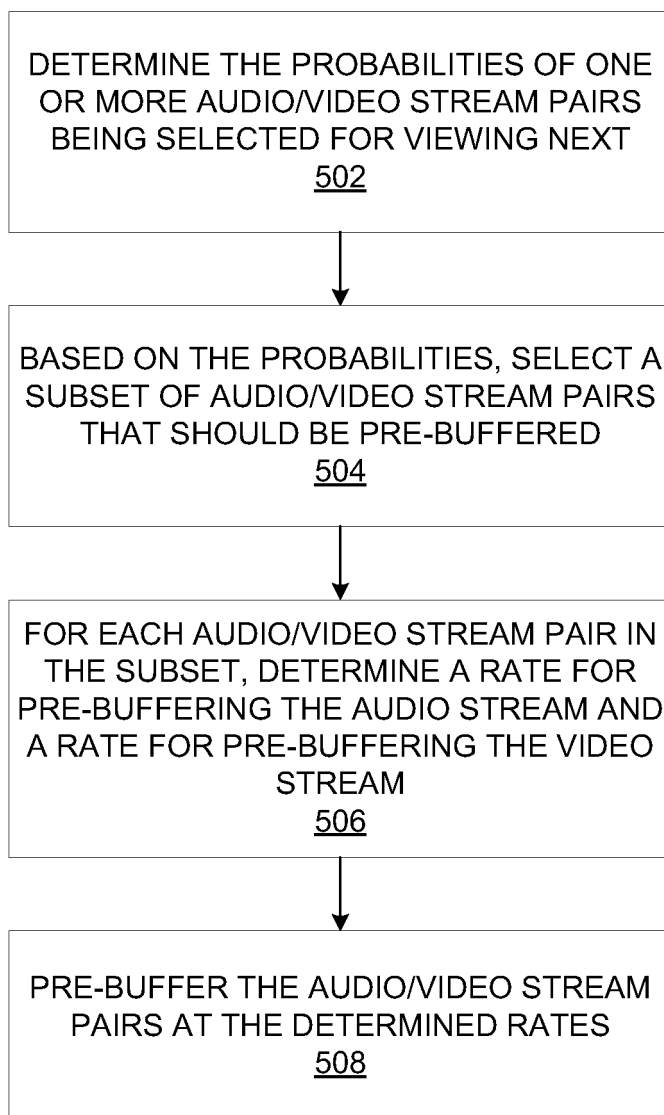 DETERMINE THE PROBABILITIES OF ONE
OR MORE AUDIO/VIDEO STREAM PAIRS
BEING SELECTED FOR VIEWING NEXT
502
BASED ON THE PROBABILITIES, SELECT A
SUBSET OF AUDIO/VIDEO STREAM PAIRS
THAT SHOULD BE PRE-BUFFERED
504
FOR EACH AUDIO/VIDEO STREAM PAIR IN
THE SUBSET, DETERMINE A RATE FOR
PRE-BUFFERING THE AUDIO STREAM AND
A RATE FOR PRE-BUFFERING THE VIDEO
STREAM
506
PRE-BUFFER THE AUDIO/VIDEO STREAM
PAIRS AT THE DETERMINED RATES
508